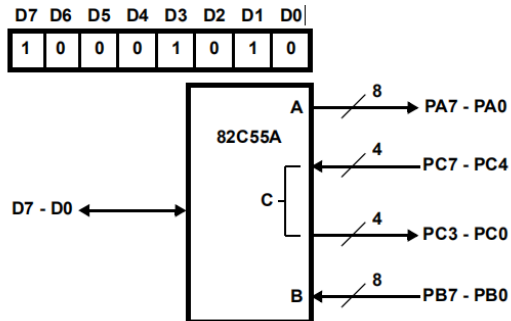 D7 D6 D5 D4 D3 D2 D1 D0
1 0 0 0 1 0 1 0
A 8 PA7 - PA0
82C55A
4 PC7 - PC4
C
D7 - D0
4 PC3 - PC0
B 8 PB7 - PB0